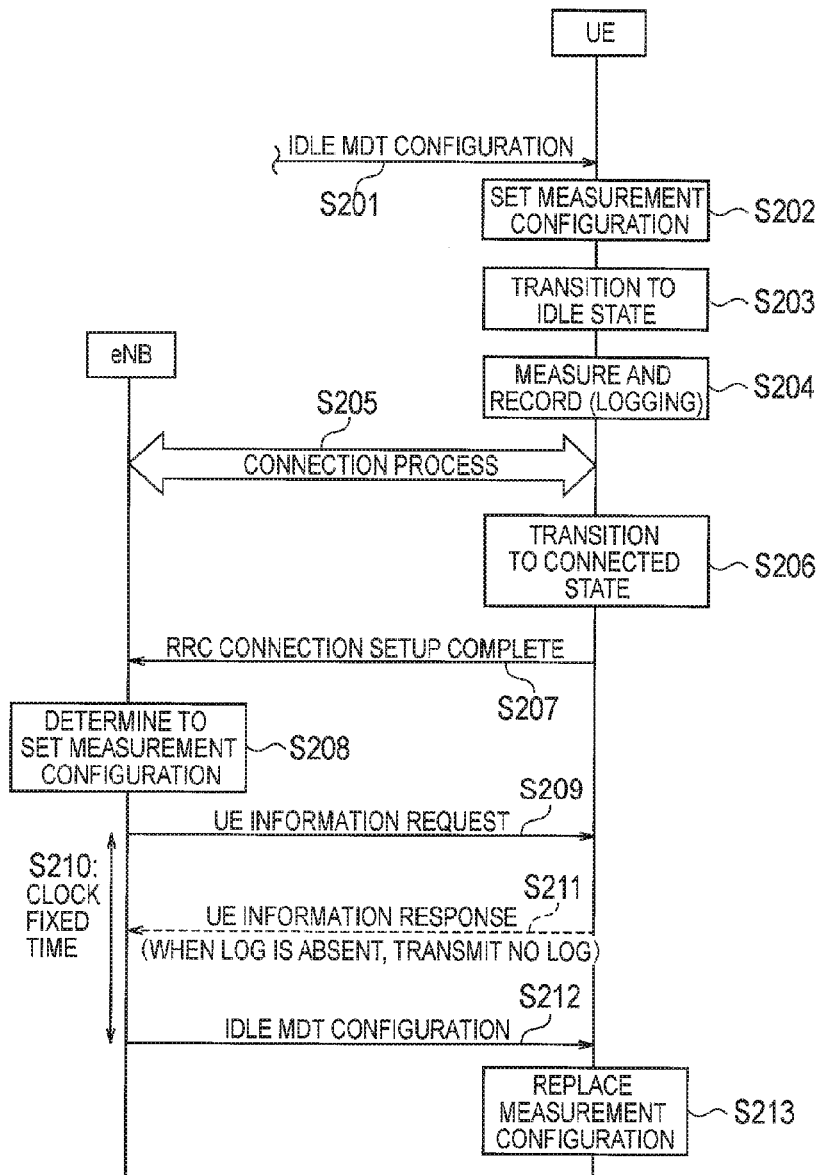 UE
IDLE MDT CONFIGURATION
S201
SET MEASUREMENT
CONFIGURATION
S202
TRANSITION TO
IDLE STATE
S203
eNB
MEASURE AND
RECORD (LOGGING)
S204
S205
CONNECTION PROCESS
TRANSITION
TO CONNECTED
STATE
S206
RRC CONNECTION SETUP COMPLETE
S207
DETERMINE TO
SET MEASUREMENT
CONFIGURATION
S208
S209
UE INFORMATION REQUEST
S210:
CLOCK
FIXED
TIME
S211
UE INFORMATION RESPONSE
(WHEN LOG IS ABSENT, TRANSMIT NO LOG)
S212
IDLE MDT CONFIGURATION
REPLACE
MEASUREMENT
CONFIGURATION
S213